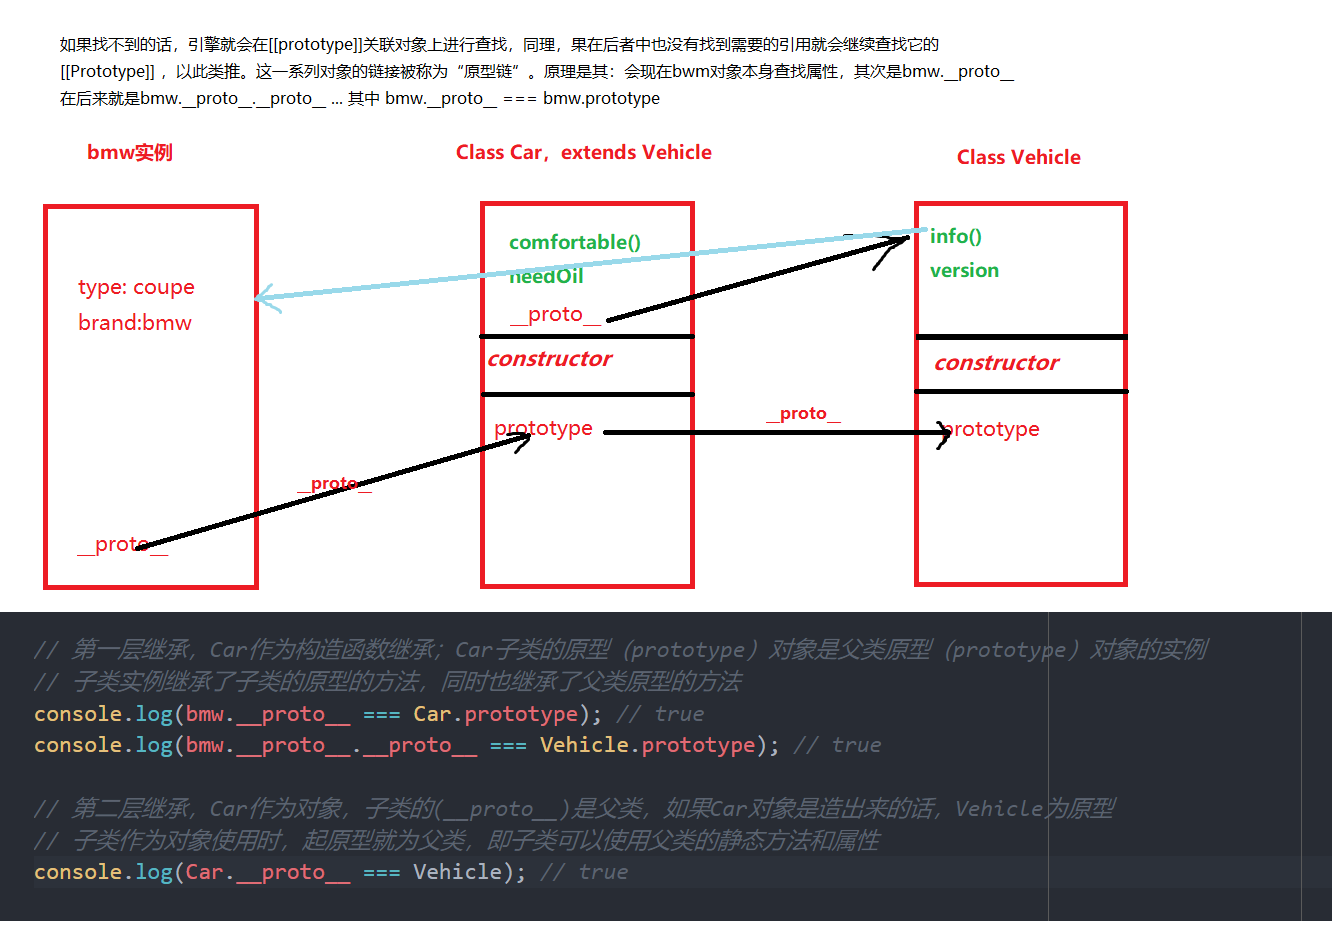 如果找不到的话，引擎就会在[[prototype]]关联对象上进行查找，同理，果在后者中也没有找到需要的引用就会继续查找它的
[[Prototype]] ，以此类推。这一系列对象的链接被称为“原型链”。原理是其：会现在bwm对象本身查找属性，其次是bmw.__proto__
在后来就是bmw.__proto__.__proto__ ... 其中 bmw.__proto__ === bmw.prototype
bmw实例
Class Car，extends Vehicle
Class Vehicle
type: coupe
brand:bmw
__proto__
__proto__
comfortable()
needOil
__proto__
constructor
prototype
__proto__
info()
version
constructor
prototype
// 第一层继承，Car作为构造函数继承；Car子类的原型（prototype）对象是父类原型（prototype）对象的实例
// 子类实例继承了子类的原型的方法，同时也继承了父类原型的方法
console.log(bmw.__proto__ === Car.prototype); // true
console.log(bmw.__proto__.__proto__ === Vehicle.prototype); // true
// 第二层继承，Car作为对象，子类的(__proto__)是父类，如果Car对象是造出来的话，Vehicle为原型
// 子类作为对象使用时，起原型就为父类，即子类可以使用父类的静态方法和属性
console.log(Car.__proto__ === Vehicle); // true